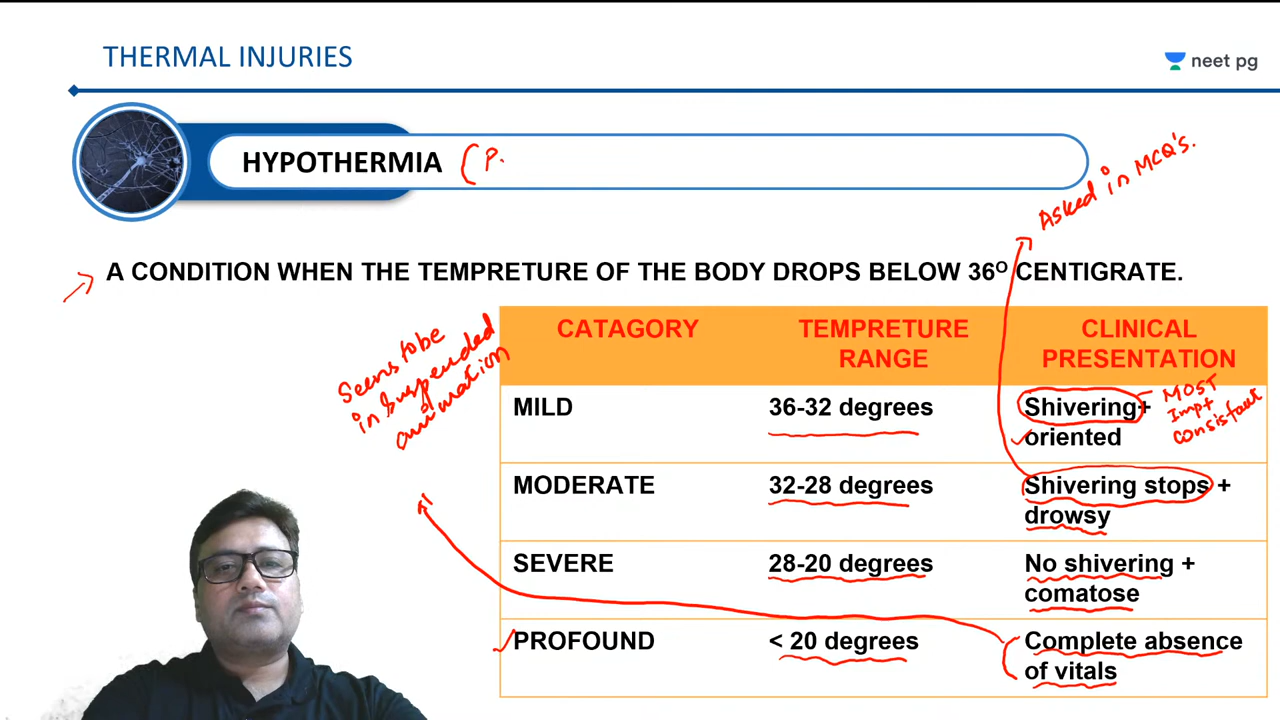 THERMAL INJURIES
neet pg
HYPOTHERMIA (P.
Asked in MCQ's.
A CONDITION WHEN THE TEMPRETURE OF THE BODY DROPS BELOW 36º CENTIGRATE.
Seems to be
in suspended
animation
CATAGORY TEMPRETURE RANGE CLINICAL PRESENTATION
MILD 36-32 degrees Shivering+ oriented
MOST
Impt
consistent
MODERATE 32-28 degrees Shivering stops + drowsy
SEVERE 28-20 degrees No shivering + comatose
PROFOUND < 20 degrees Complete absence of vitals